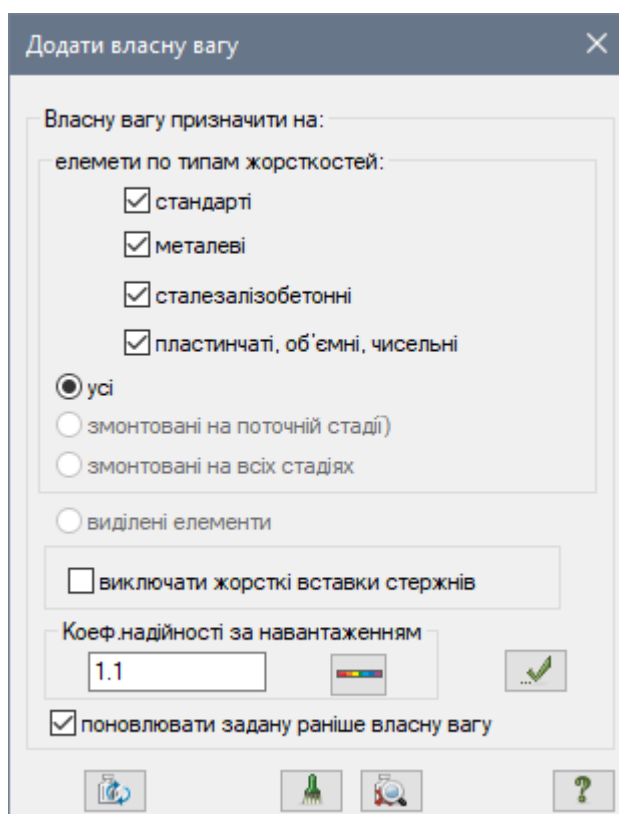 Додати власну вагу
Власну вагу призначити на:
елемети по типам жорсткостей:
стандарті
металеві
сталезалізобетонні
пластинчаті, об'ємні, чисельні
усі
змонтовані на поточній стадії)
змонтовані на всіх стадіях
виділені елементи
виключати жорсткі вставки стержнів
Коеф.надійності за навантаженням
1.1
поновлювати задану раніше власну вагу
?